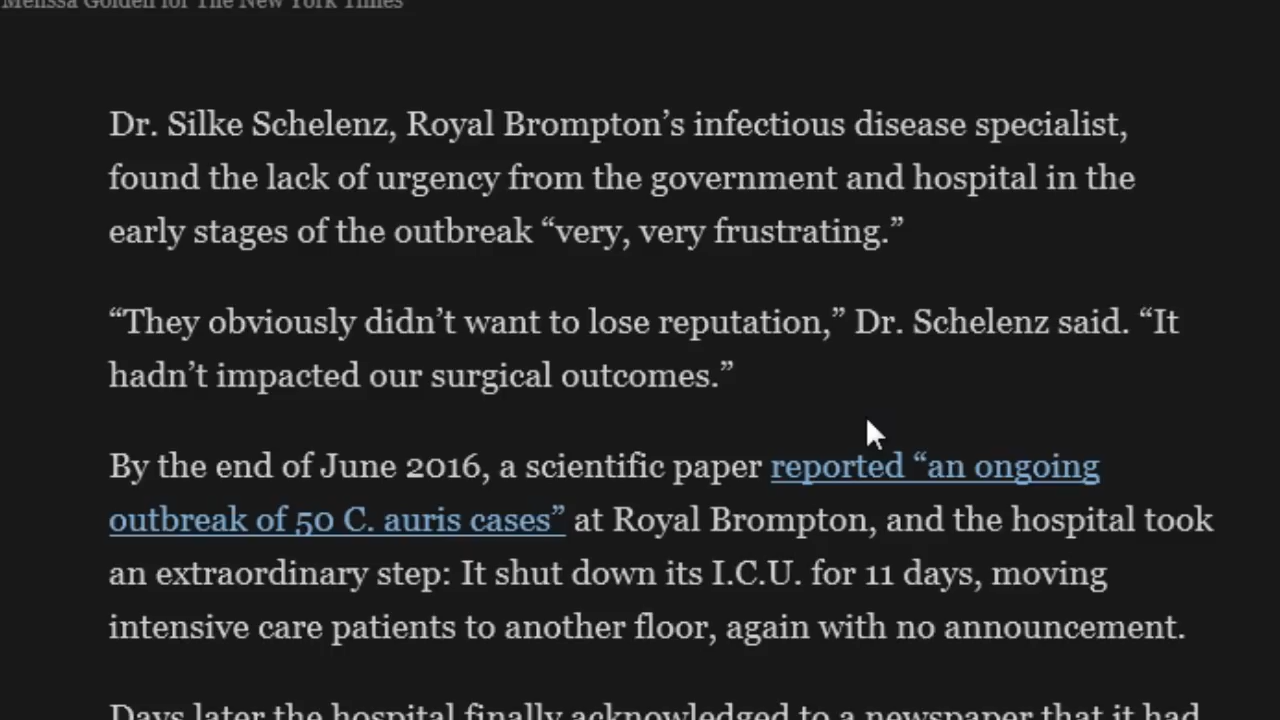 Melissa Golden for The New York Times
Dr. Silke Schelenz, Royal Brompton’s infectious disease specialist,
found the lack of urgency from the government and hospital in the
early stages of the outbreak “very, very frustrating.”
“They obviously didn’t want to lose reputation,” Dr. Schelenz said. “It
hadn’t impacted our surgical outcomes.”
By the end of June 2016, a scientific paper reported “an ongoing
outbreak of 50 C. auris cases” at Royal Brompton, and the hospital took
an extraordinary step: It shut down its I.C.U. for 11 days, moving
intensive care patients to another floor, again with no announcement.
Days later the hospital finally acknowledged to a newspaper that it had